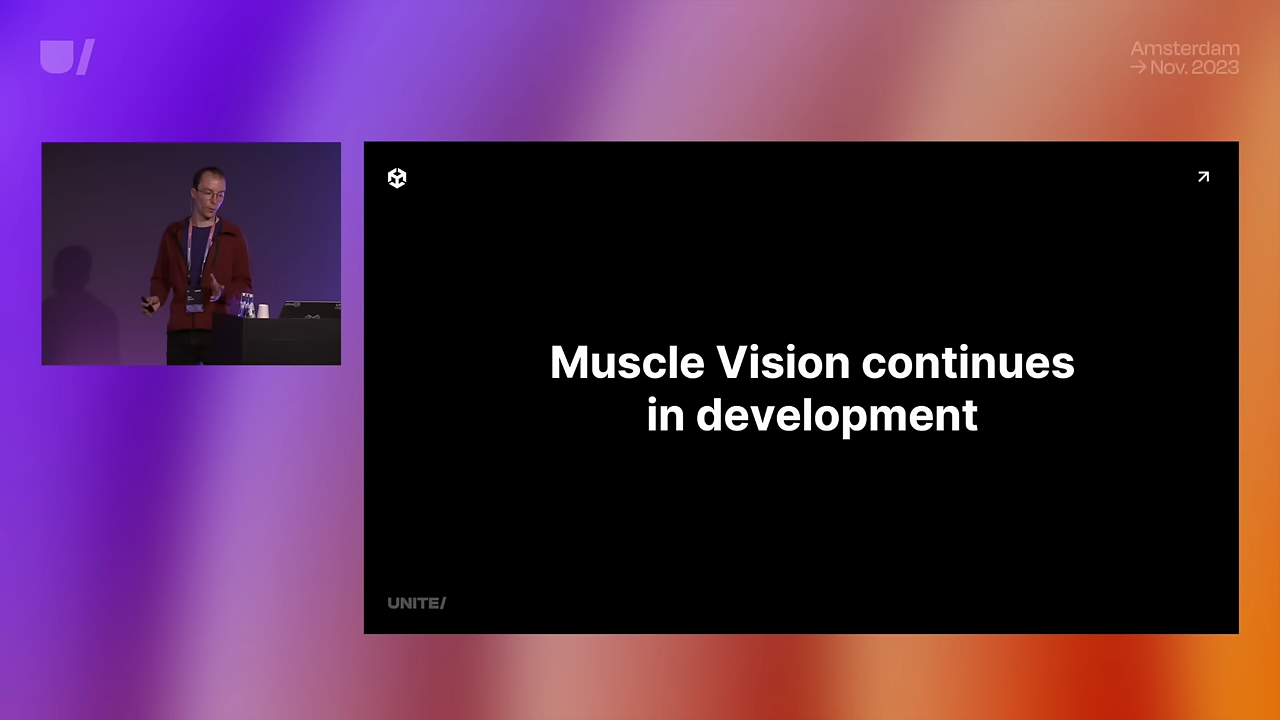 Amsterdam
→ Nov. 2023
Muscle Vision continues
in development
UNITE/